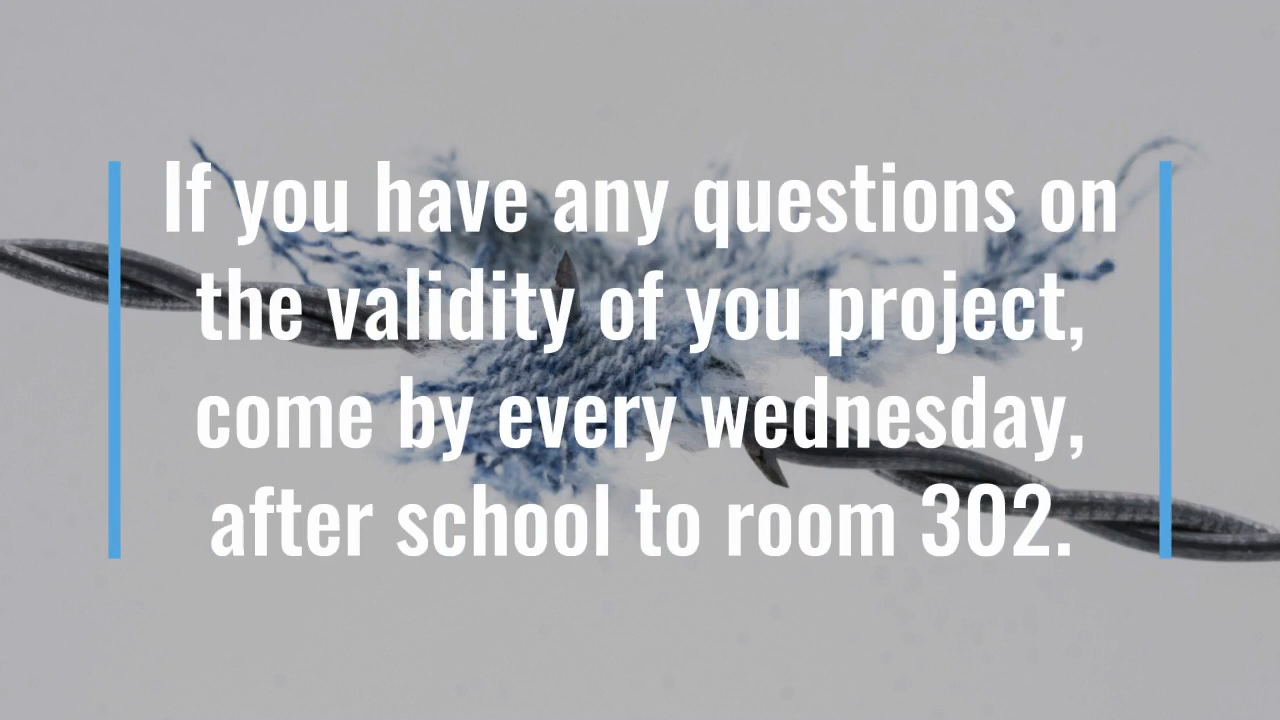 If you have any questions on
the validity of you project,
come by every wednesday,
after school to room 302.